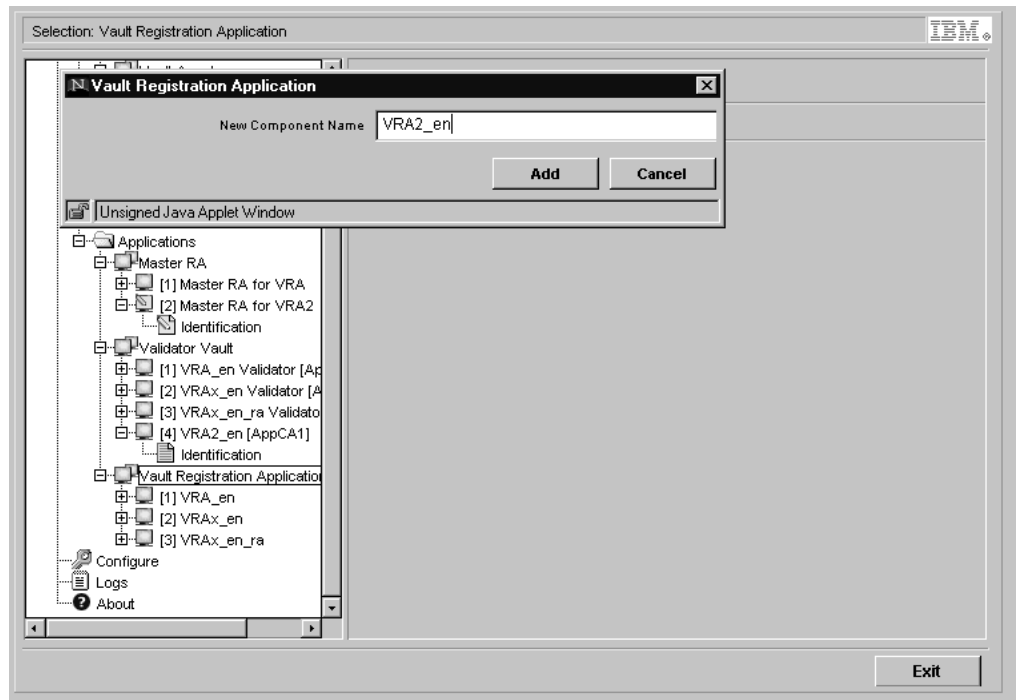 Selection: Vault Registration Application
IBM
Vault Registration Application
New Component Name
VRA2_en
Add
Cancel
Unsigned Java Applet Window
Applications
Master RA
[1] Master RA for VRA
[2] Master RA for VRA2
Identification
Validator Vault
[1] VRA_en Validator [Ap
[2] VRAx_en Validator [A
[3] VRAx_en_ra Validato
[4] VRA2_en [AppCA1]
Identification
Vault Registration Applicatio
[1] VRA_en
[2] VRAx_en
[3] VRAx_en_ra
Configure
Logs
About
Exit